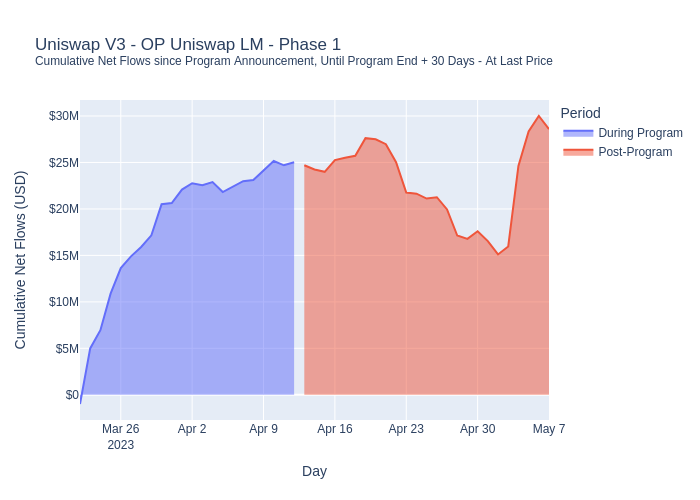 Uniswap V3 - OP Uniswap LM - Phase 1
Cumulative Net Flows since Program Announcement, Until Program End + 30 Days - At Last Price
Period
During Program
Post-Program
Cumulative Net Flows (USD)
$30M
$25M
$20M
$15M
$10M
$5M
$0
Mar 26
2023
Apr 2
Apr 9
Apr 16
Apr 23
Apr 30
May 7
Day